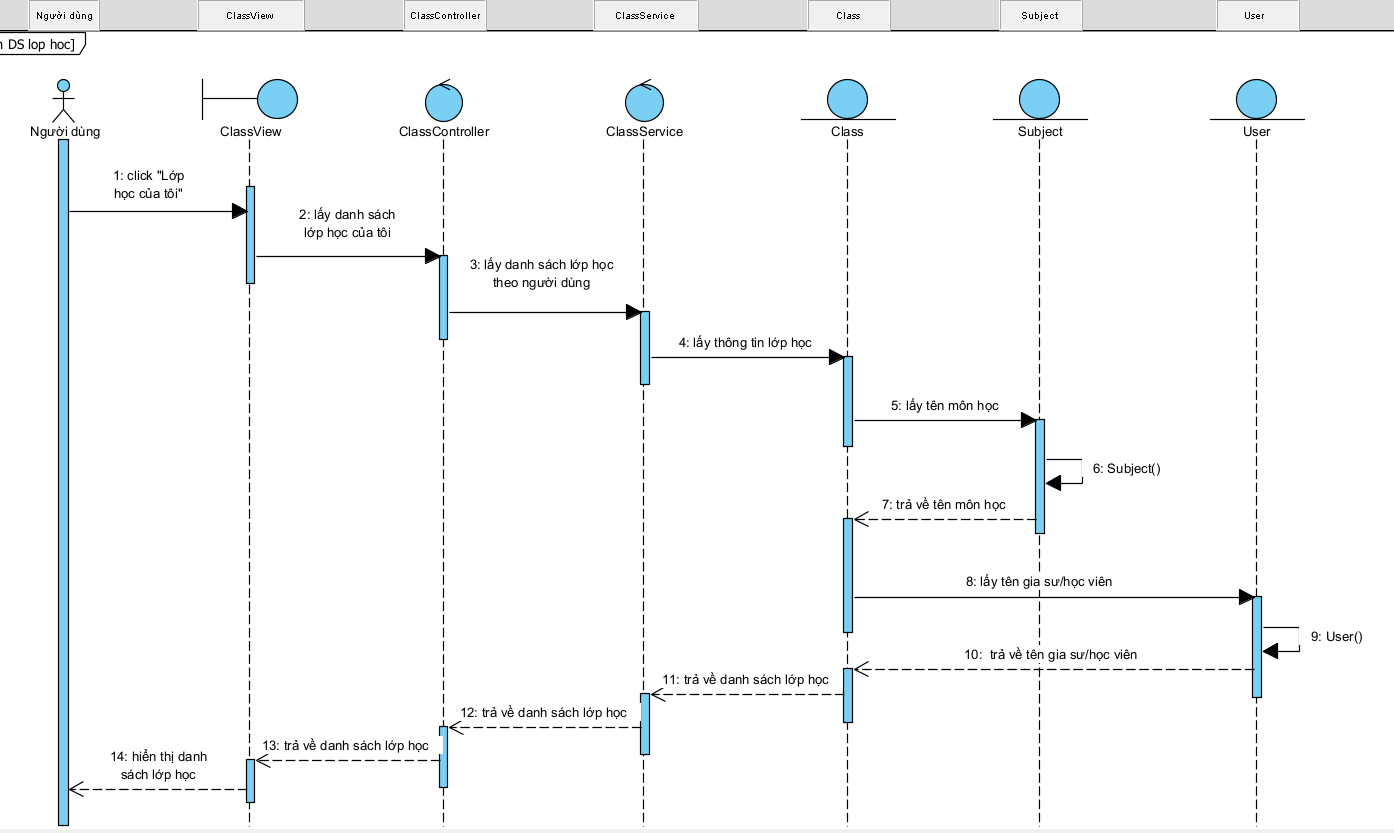 Người dùng
ClassView
ClassController
ClassService
Class
Subject
User
DS lop hoc]
Người dùng
ClassView
ClassController
ClassService
Class
Subject
User
1: click "Lớp
học của tôi"
2: lấy danh sách
lớp học của tôi
3: lấy danh sách lớp học
theo người dùng
4: lấy thông tin lớp học
5: lấy tên môn học
6: Subject()
7: trả về tên môn học
8: lấy tên gia sư/học viên
9: User()
10: trả về tên gia sư/học viên
11: trả về danh sách lớp học
12: trả về danh sách lớp học
13: trả về danh sách lớp học
14: hiển thị danh
sách lớp học